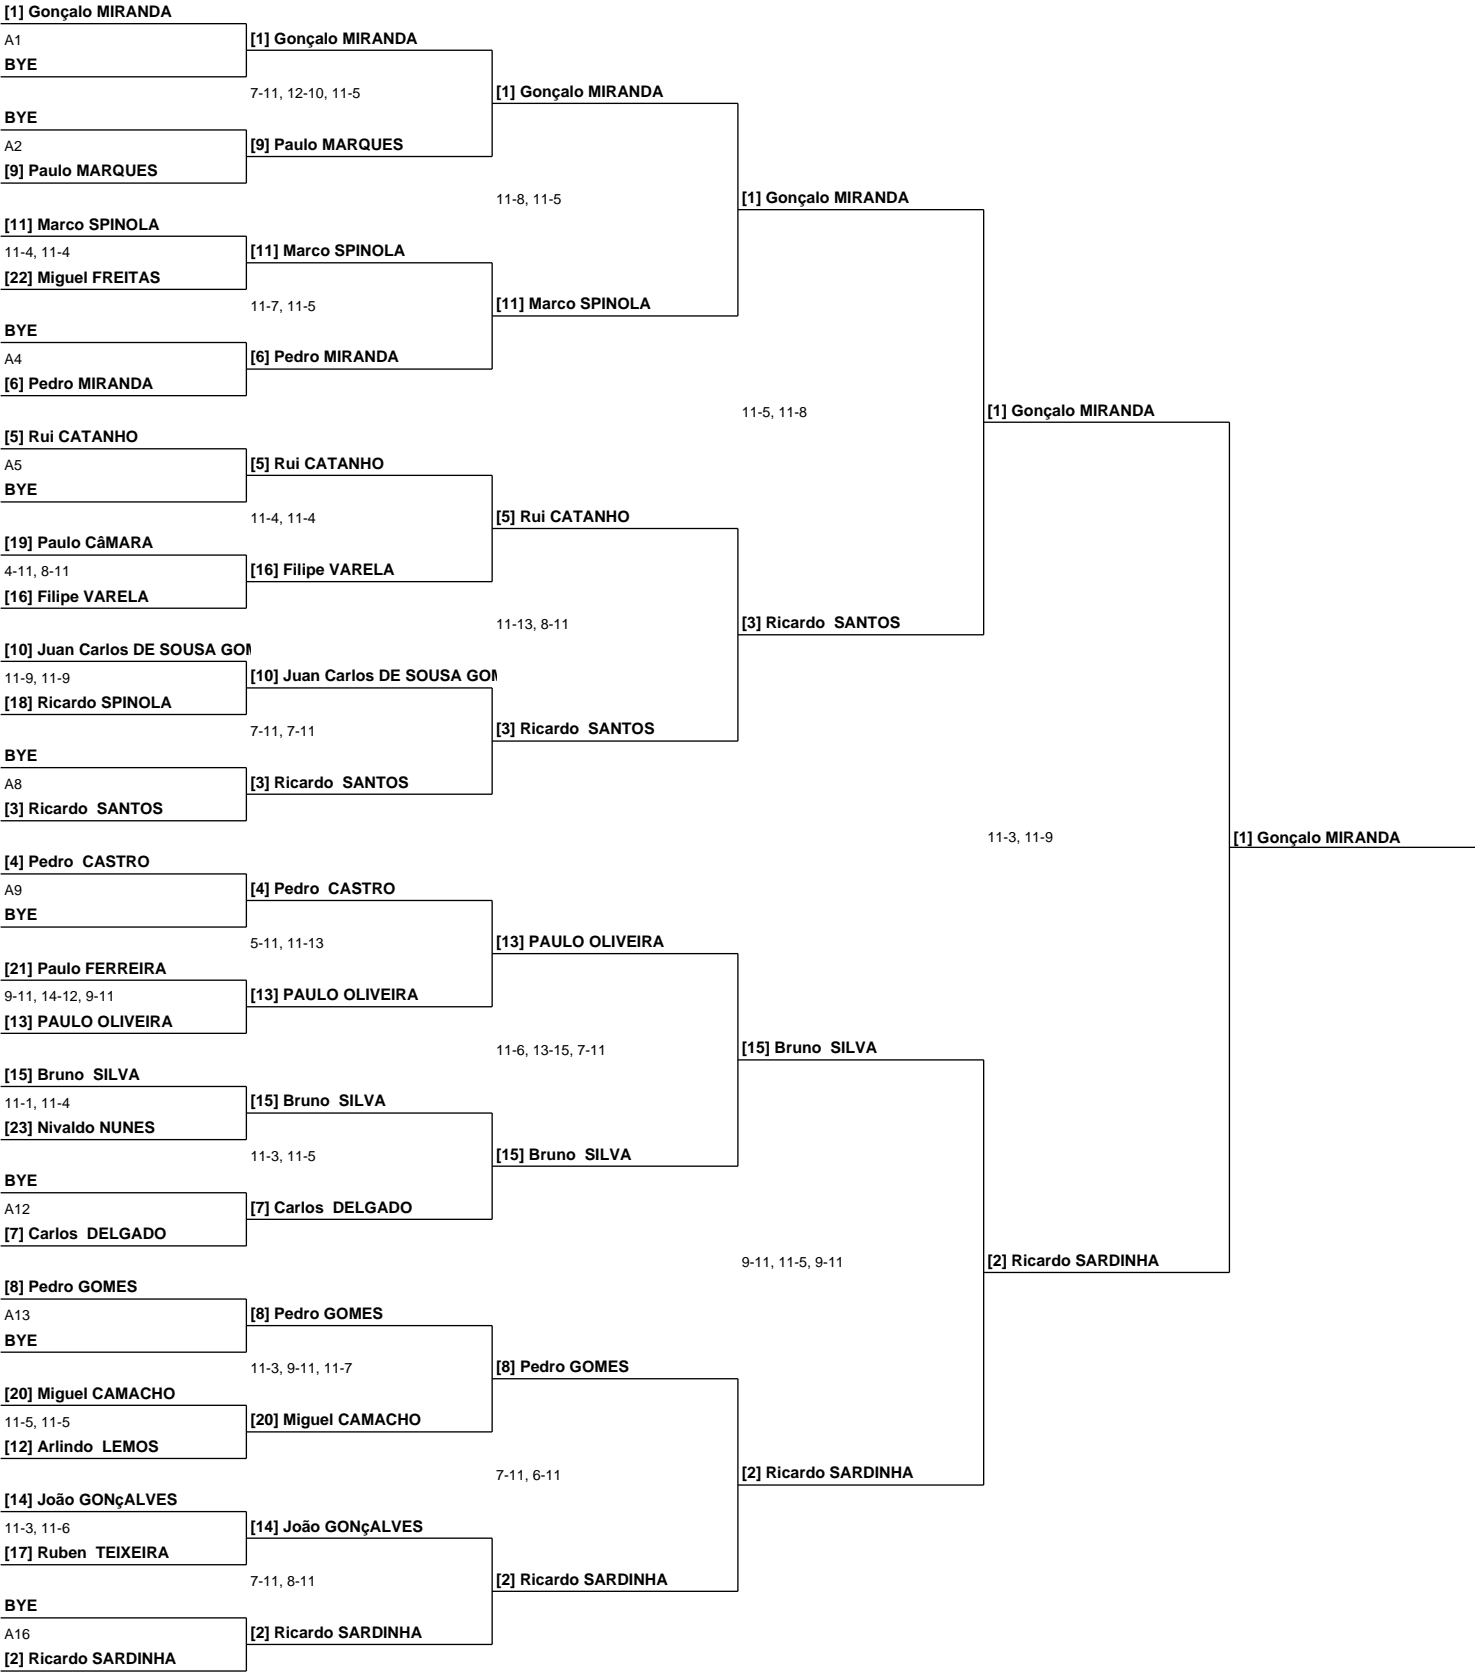 [1] Gonçalo MIRANDA
A1
[1] Gonçalo MIRANDA
BYE
7-11, 12-10, 11-5
[1] Gonçalo MIRANDA
BYE
A2
[9] Paulo MARQUES
[9] Paulo MARQUES
11-8, 11-5
[1] Gonçalo MIRANDA
[11] Marco SPINOLA
11-4, 11-4
[11] Marco SPINOLA
[22] Miguel FREITAS
11-7, 11-5
[11] Marco SPINOLA
BYE
A4
[6] Pedro MIRANDA
[6] Pedro MIRANDA
11-5, 11-8
[1] Gonçalo MIRANDA
[5] Rui CATANHO
A5
[5] Rui CATANHO
BYE
11-4, 11-4
[5] Rui CATANHO
[19] Paulo CâMARA
4-11, 8-11
[16] Filipe VARELA
[16] Filipe VARELA
11-13, 8-11
[3] Ricardo  SANTOS
[10] Juan Carlos DE SOUSA GOM
11-9, 11-9
[10] Juan Carlos DE SOUSA GOM
[18] Ricardo SPINOLA
7-11, 7-11
[3] Ricardo  SANTOS
BYE
A8
[3] Ricardo  SANTOS
[3] Ricardo  SANTOS
11-3, 11-9
[1] Gonçalo MIRANDA
[4] Pedro  CASTRO
A9
[4] Pedro  CASTRO
BYE
5-11, 11-13
[13] PAULO OLIVEIRA
[21] Paulo FERREIRA
9-11, 14-12, 9-11
[13] PAULO OLIVEIRA
[13] PAULO OLIVEIRA
11-6, 13-15, 7-11
[15] Bruno  SILVA
[15] Bruno  SILVA
11-1, 11-4
[15] Bruno  SILVA
[23] Nivaldo NUNES
11-3, 11-5
[15] Bruno  SILVA
BYE
A12
[7] Carlos  DELGADO
[7] Carlos  DELGADO
9-11, 11-5, 9-11
[2] Ricardo SARDINHA
[8] Pedro GOMES
A13
[8] Pedro GOMES
BYE
11-3, 9-11, 11-7
[8] Pedro GOMES
[20] Miguel CAMACHO
11-5, 11-5
[20] Miguel CAMACHO
[12] Arlindo  LEMOS
7-11, 6-11
[2] Ricardo SARDINHA
[14] João GONçALVES
11-3, 11-6
[14] João GONçALVES
[17] Ruben  TEIXEIRA
7-11, 8-11
[2] Ricardo SARDINHA
BYE
A16
[2] Ricardo SARDINHA
[2] Ricardo SARDINHA